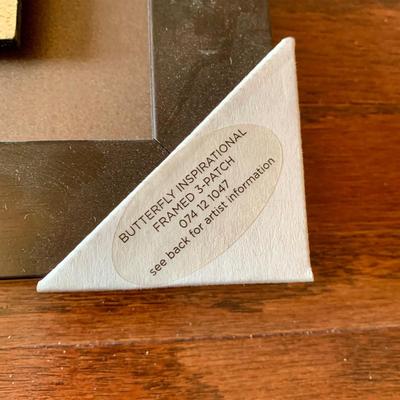 BUTTERFLY INSPIRATIONAL
FRAMED 3-PATCH
074 12 1047
see back for artist information